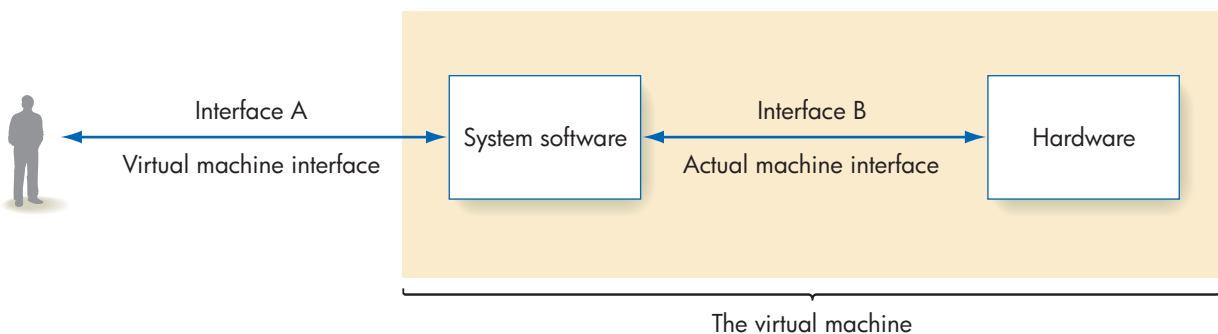 Interface A
Virtual machine interface
System software
Interface B
Actual machine interface
Hardware
The virtual machine